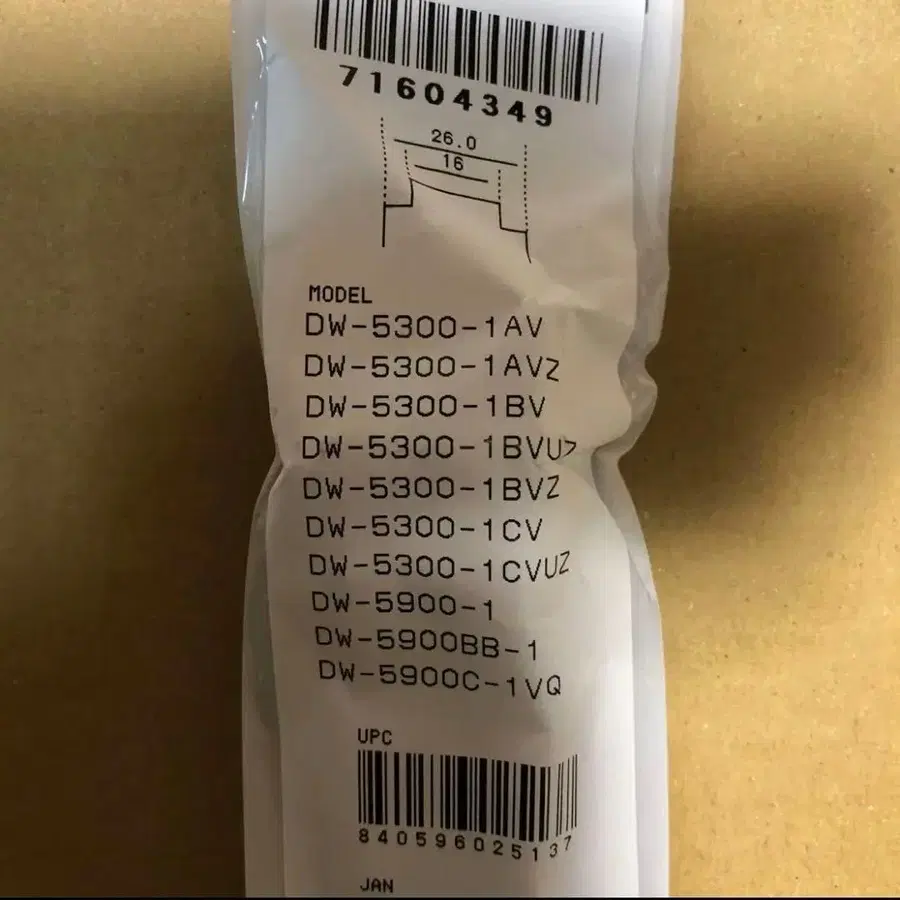 71604349
26.0
16
MODEL
DW-5300-1AV
DW-5300-1AVZ
DW-5300-1BV
DW-5300-1BVUZ
DW-5300-1BVZ
DW-5300-1CV
DW-5300-1CVUZ
DW-5900-1
DW-5900BB-1
DW-5900C-1VQ
UPC
840596025137
JAN